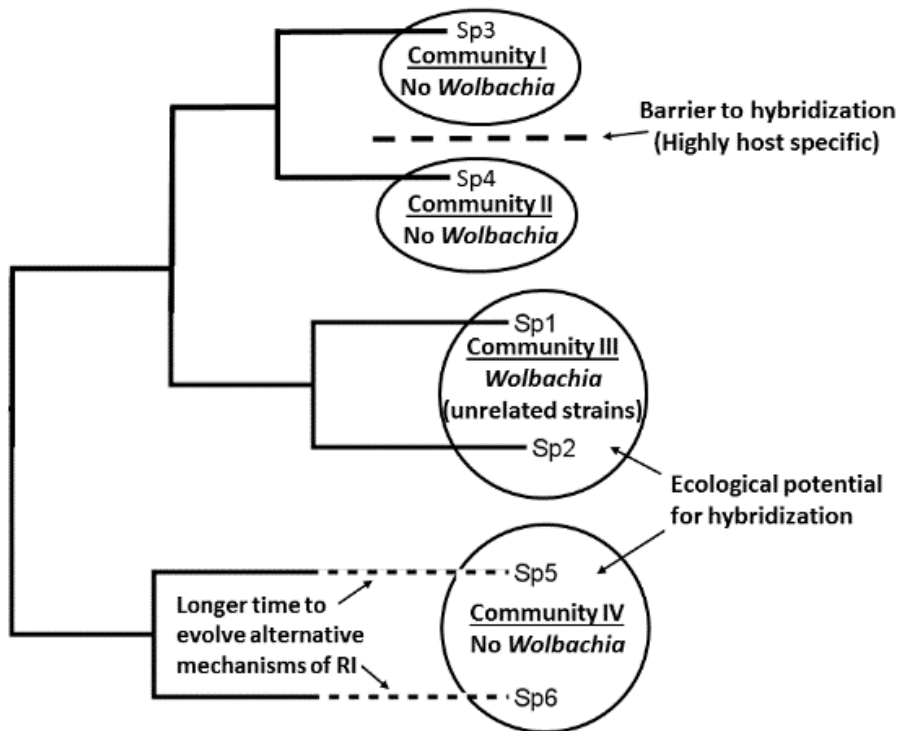 Sp3
Community I
No Wolbachia
Barrier to hybridization
(Highly host specific)
Sp4
Community II
No Wolbachia
Sp1
Community III
Wolbachia
(unrelated strains)
Sp2
Ecological potential
for hybridization
Sp5
Longer time to
evolve alternative
mechanisms of RI
Community IV
No Wolbachia
Sp6